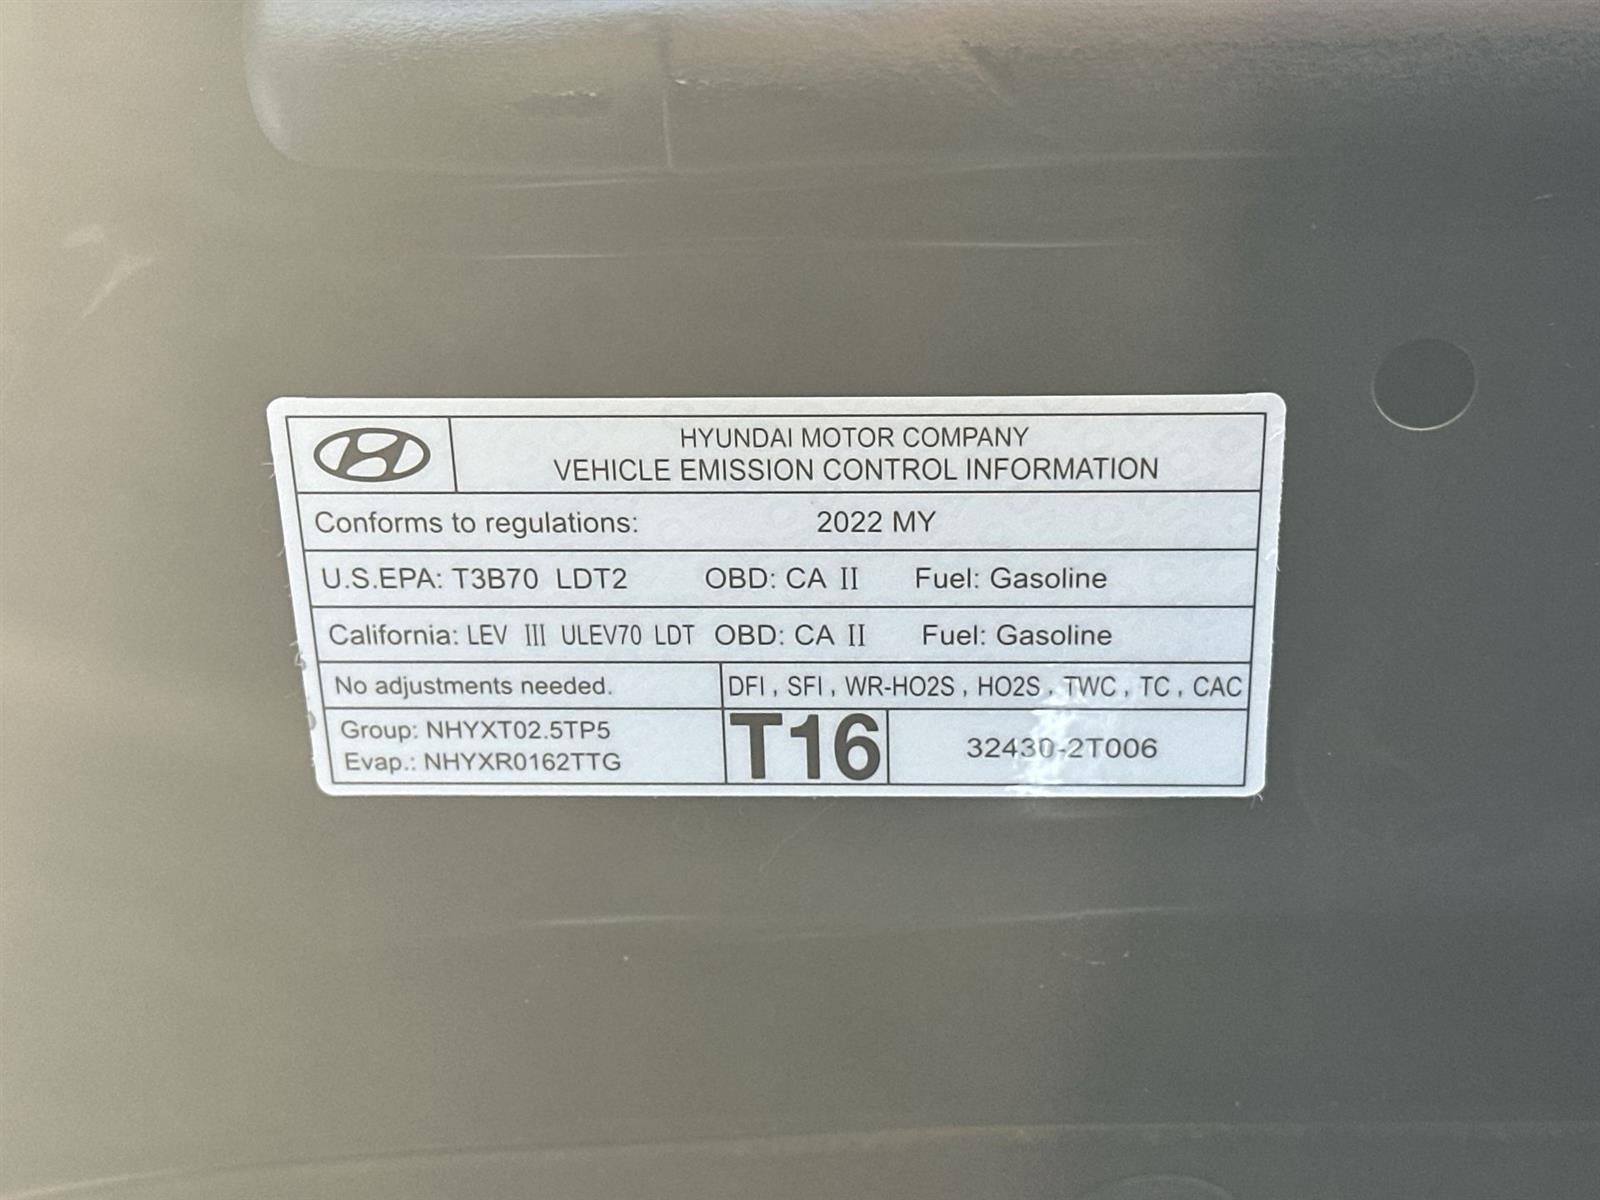 HYUNDAI MOTOR COMPANY
VEHICLE EMISSION CONTROL INFORMATION
Conforms to regulations: 2022 MY
U.S.EPA: T3B70 LDT2 OBD: CA II Fuel: Gasoline
California: LEV III ULEV70 LDT OBD: CA II Fuel: Gasoline
No adjustments needed. DFI , SFI , WR-HO2S , HO2S , TWC , TC , CAC
Group: NHYXT02.5TP5
Evap.: NHYXR0162TTG
T16
32430-2T006